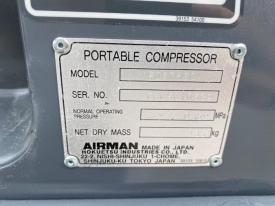 PORTABLE COMPRESSOR
MODEL
SER. NO.
NORMAL OPERATING
PRESSURE MPa
NET DRY MASS kg
AIRMAN MADE IN JAPAN
HOKUETSU INDUSTRIES CO., LTD.
22-2, NISHI-SHINJUKU 1-CHOME,
SHINJUKU-KU TOKYO JAPAN